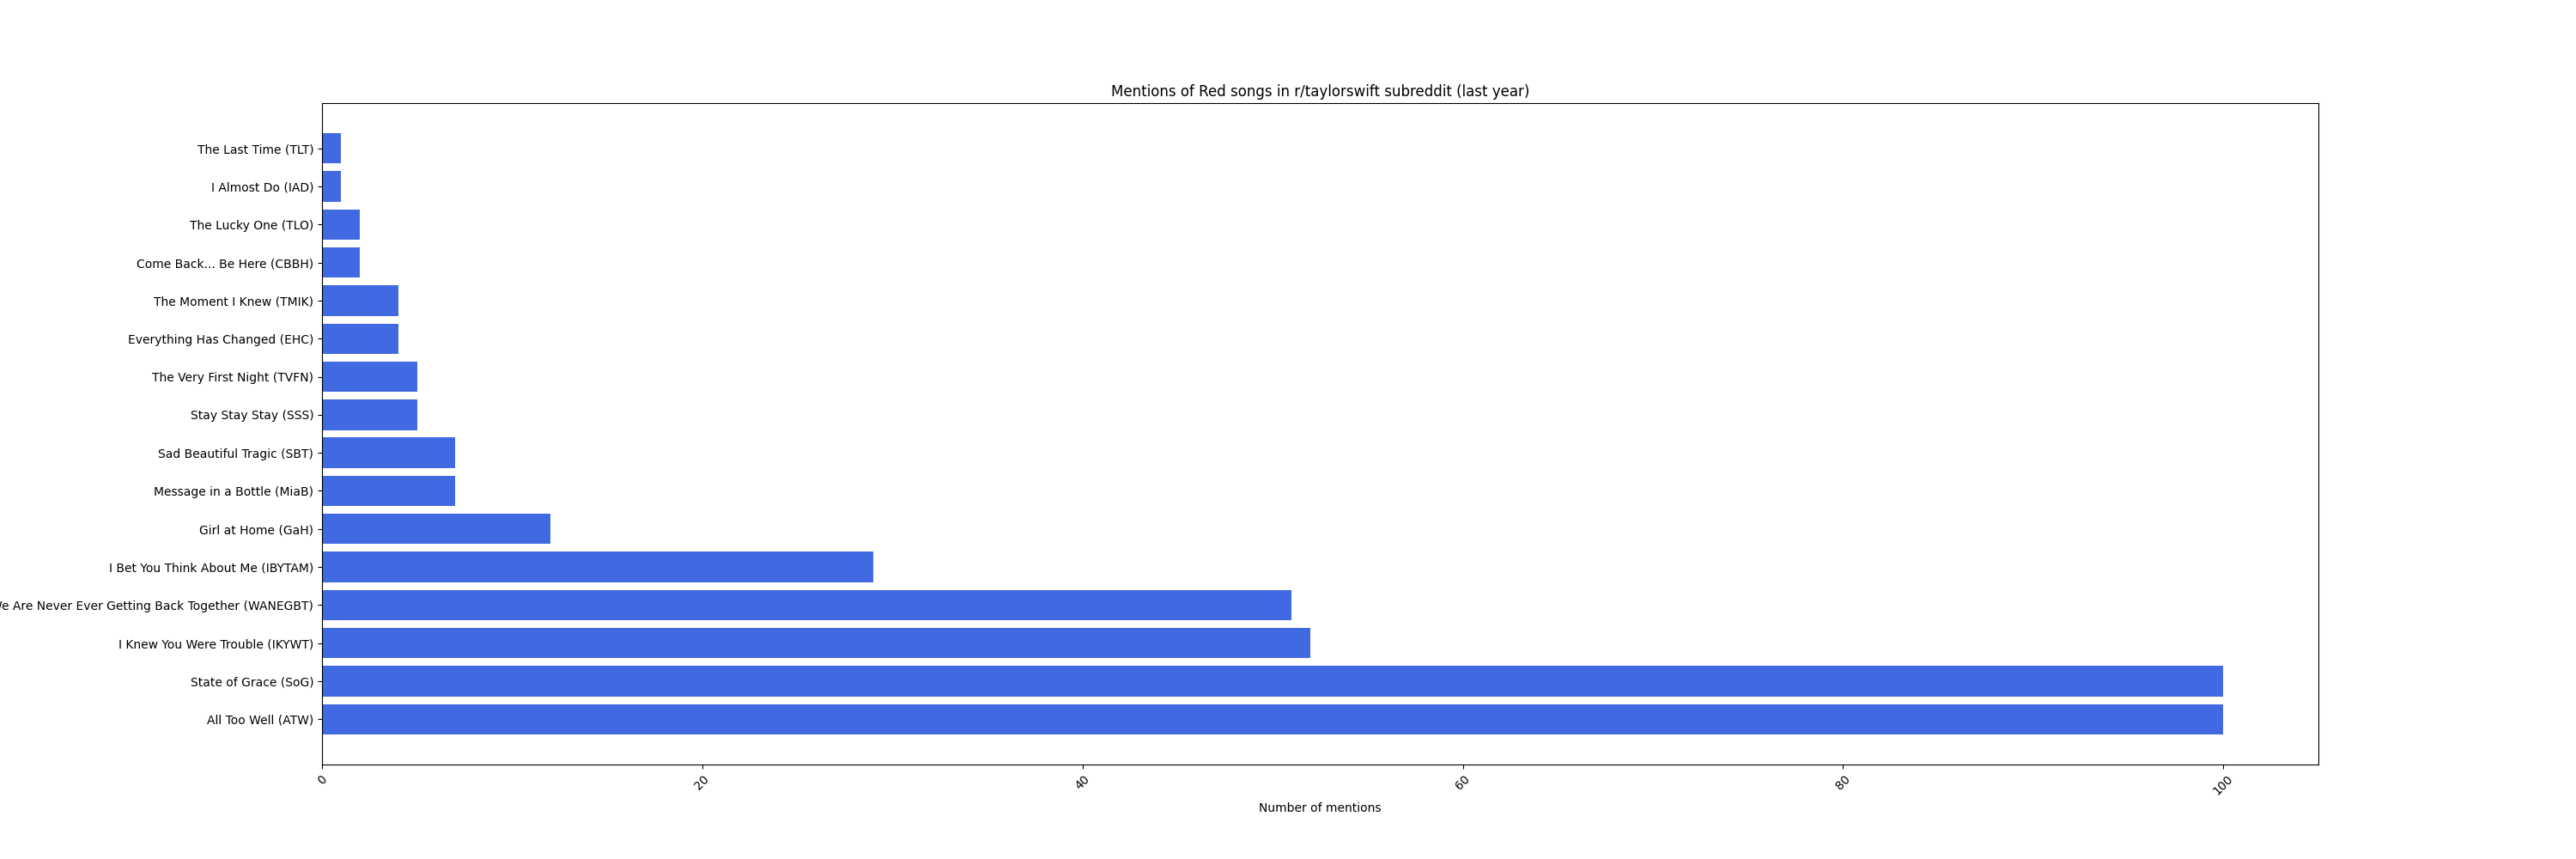 Mentions of Red songs in r/taylorswift subreddit (last year)
The Last Time (TLT)
I Almost Do (IAD)
The Lucky One (TLO)
Come Back... Be Here (CBBH)
The Moment I Knew (TMIK)
Everything Has Changed (EHC)
The Very First Night (TVFN)
Stay Stay Stay (SSS)
Sad Beautiful Tragic (SBT)
Message in a Bottle (MiaB)
Girl at Home (GaH)
I Bet You Think About Me (IBYTAM)
Are Never Ever Getting Back Together (WANEGBT)
I Knew You Were Trouble (IKYWT)
State of Grace (SoG)
All Too Well (ATW)
0 20 40 60 80 100
Number of mentions